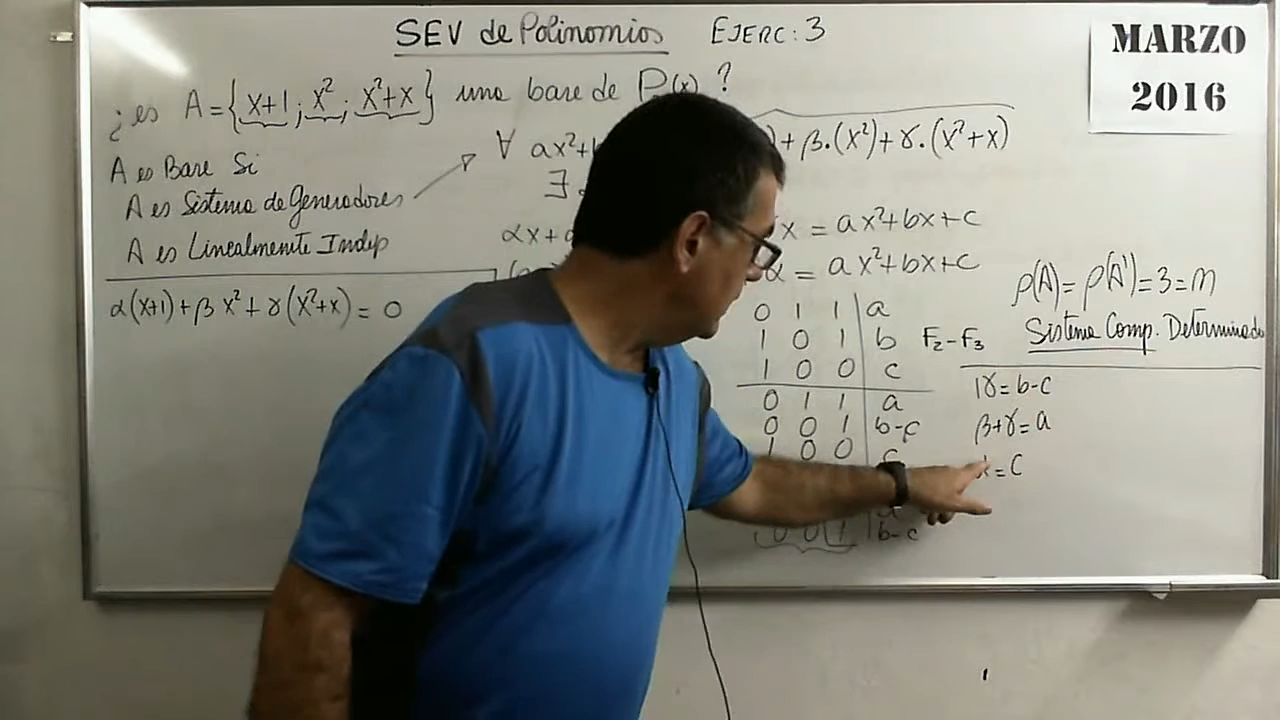 SEV de Polinomios EJERC: 3
MARZO
2016
¿es A = {x+1; x²; x²+x} una base de P(x)?
A es Base Si
A es Sistema de Generadores
A es Linealmente Indep
α(x+1) + β x² + γ(x²+x) = 0
∀ ax²+ ) + β.(x²) + γ.(x²+x)
∃
αx+ x = ax²+bx+c
α = ax²+bx+c
0 1 1 | a
1 0 1 | b F₂-F₃
1 0 0 | c
0 1 1 | a
0 0 1 | b-c
1 0 0 | c
0 0 1 | b-c
ρ(A) = ρ(A') = 3 = n
Sistema Comp. Determinado
1γ = b-c
β+γ = a
= c